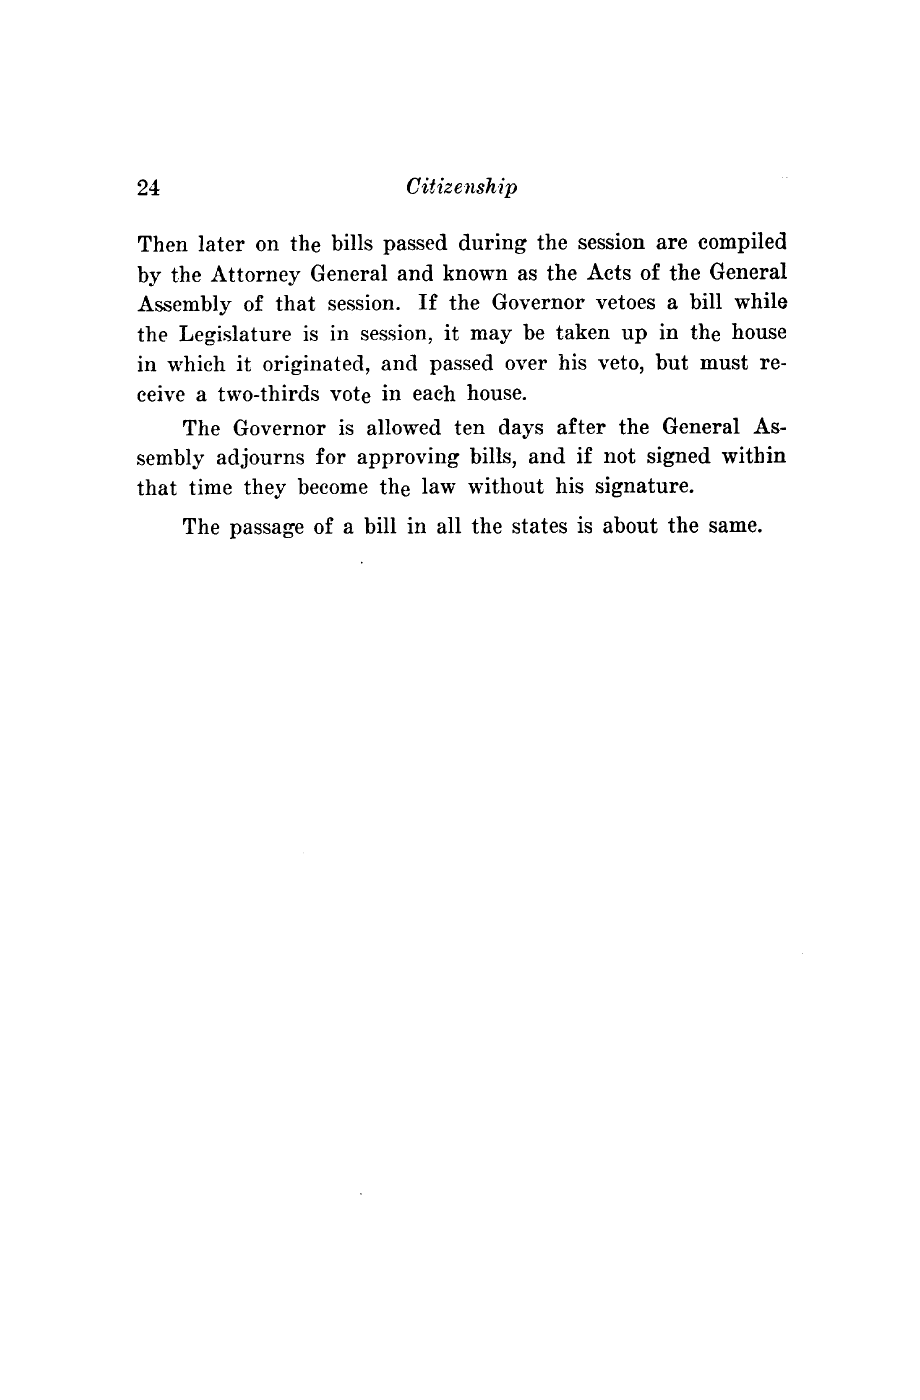 24 Citizenship
Then later on the bills passed during the session are compiled
by the Attorney General and known as the Acts of the General
Assembly of that session. If the Governor vetoes a bill while
the Legislature is in session, it may be taken up in the house
in which it originated, and passed over his veto, but must re-
ceive a two-thirds vote in each house.
The Governor is allowed ten days after the General As-
sembly adjourns for approving bills, and if not signed within
that time they become the law without his signature.
The passage of a bill in all the states is about the same.